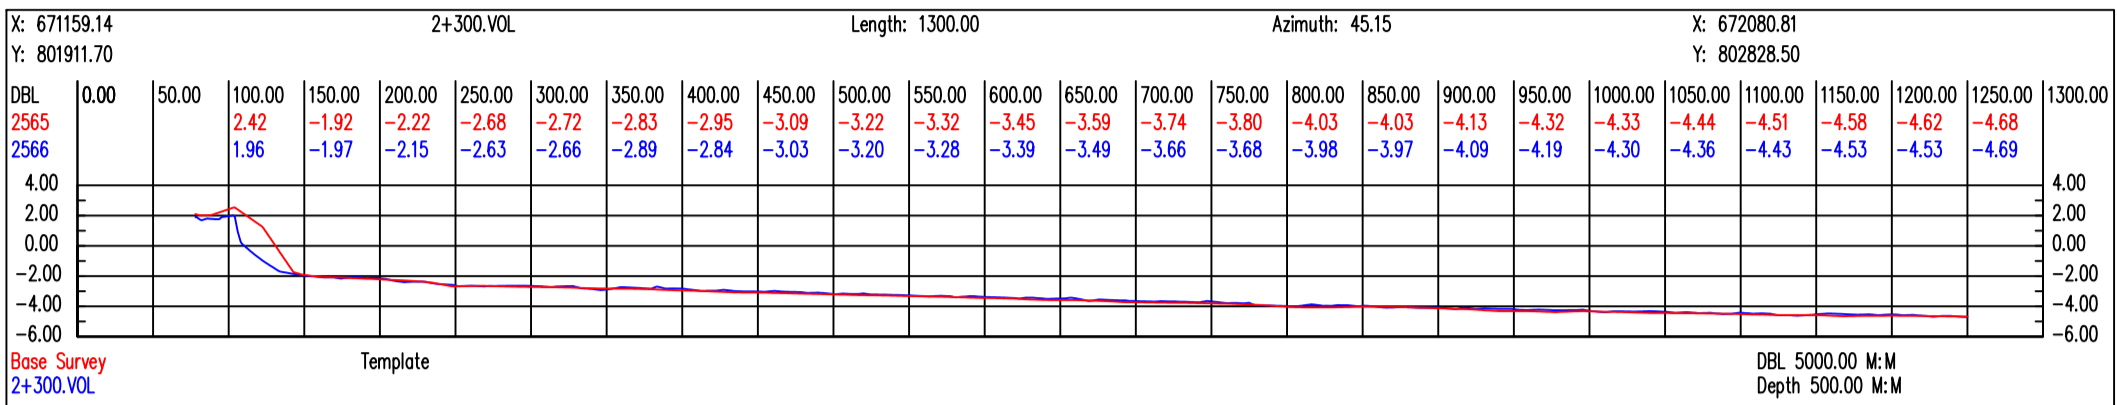 X: 671159.14 2+300.VOL Length: 1300.00 Azimuth: 45.15 X: 672080.81
Y: 801911.70 Y: 802828.50
DBL 0.00 50.00 100.00 150.00 200.00 250.00 300.00 350.00 400.00 450.00 500.00 550.00 600.00 650.00 700.00 750.00 800.00 850.00 900.00 950.00 1000.00 1050.00 1100.00 1150.00 1200.00 1250.00 1300.00
2565 2.42 -1.92 -2.22 -2.68 -2.72 -2.83 -2.95 -3.09 -3.22 -3.32 -3.45 -3.59 -3.74 -3.80 -4.03 -4.03 -4.13 -4.32 -4.33 -4.44 -4.51 -4.58 -4.62 -4.68
2566 1.96 -1.97 -2.15 -2.63 -2.66 -2.89 -2.84 -3.03 -3.20 -3.28 -3.39 -3.49 -3.66 -3.68 -3.98 -3.97 -4.09 -4.19 -4.30 -4.36 -4.43 -4.53 -4.53 -4.69
4.00 4.00
2.00 2.00
0.00 0.00
-2.00 -2.00
-4.00 -4.00
-6.00 -6.00
Base Survey Template DBL 5000.00 M:M
2+300.VOL Depth 500.00 M:M